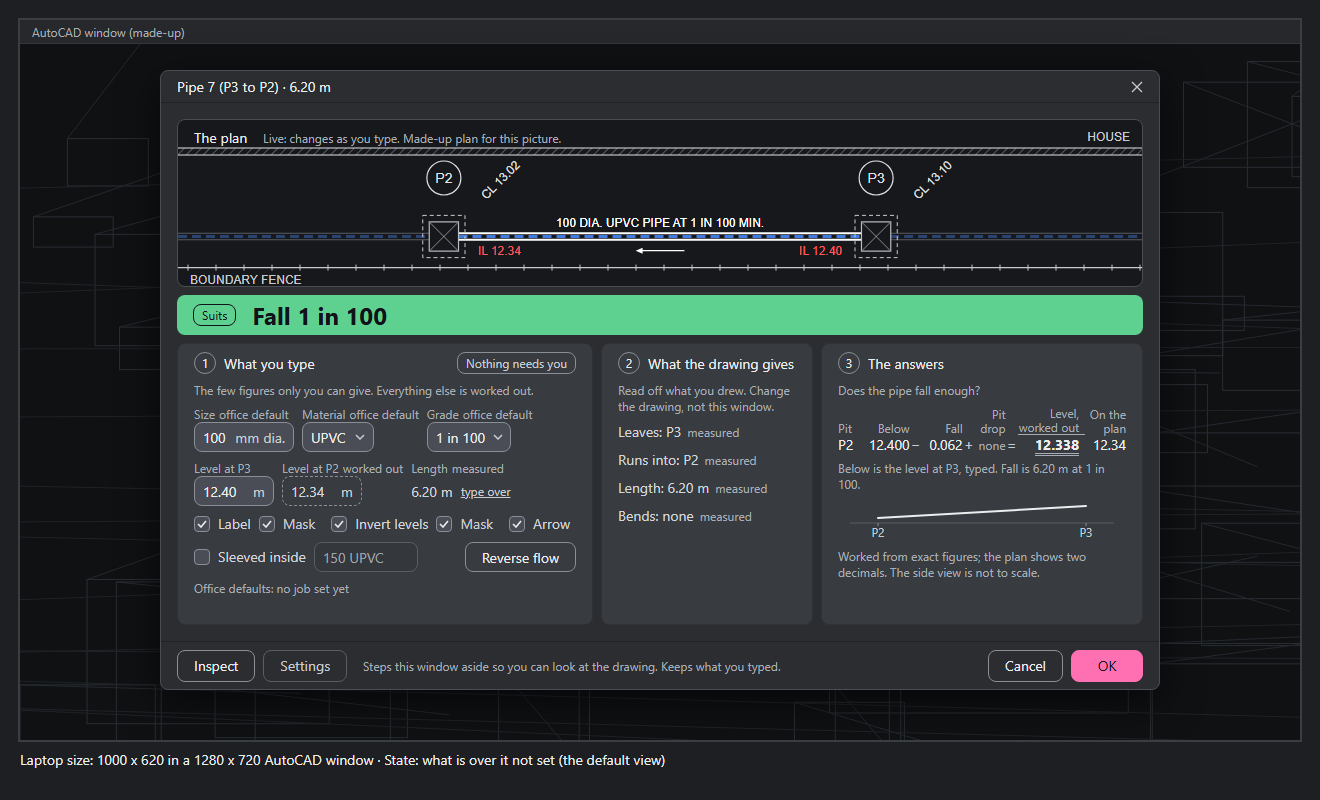 AutoCAD window (made-up)
Pipe 7 (P3 to P2) · 6.20 m
The plan Live: changes as you type. Made-up plan for this picture. HOUSE
P2 CL 13.02 P3 CL 13.10
100 DIA. UPVC PIPE AT 1 IN 100 MIN.
IL 12.34 IL 12.40
BOUNDARY FENCE
Suits Fall 1 in 100
1 What you type Nothing needs you
The few figures only you can give. Everything else is worked out.
Size office default Material office default Grade office default
100 mm dia. UPVC 1 in 100
Level at P3 Level at P2 worked out Length measured
12.40 m 12.34 m 6.20 m type over
Label Mask Invert levels Mask Arrow
Sleeved inside 150 UPVC Reverse flow
Office defaults: no job set yet
2 What the drawing gives
Read off what you drew. Change
the drawing, not this window.
Leaves: P3 measured
Runs into: P2 measured
Length: 6.20 m measured
Bends: none measured
3 The answers
Does the pipe fall enough?
Pit Level, On the
Pit Below Fall drop worked out plan
P2 12.400 − 0.062 + none = 12.338 12.34
Below is the level at P3, typed. Fall is 6.20 m at 1 in
100.
P2 P3
Worked from exact figures; the plan shows two
decimals. The side view is not to scale.
Inspect Settings Steps this window aside so you can look at the drawing. Keeps what you typed. Cancel OK
Laptop size: 1000 x 620 in a 1280 x 720 AutoCAD window · State: what is over it not set (the default view)